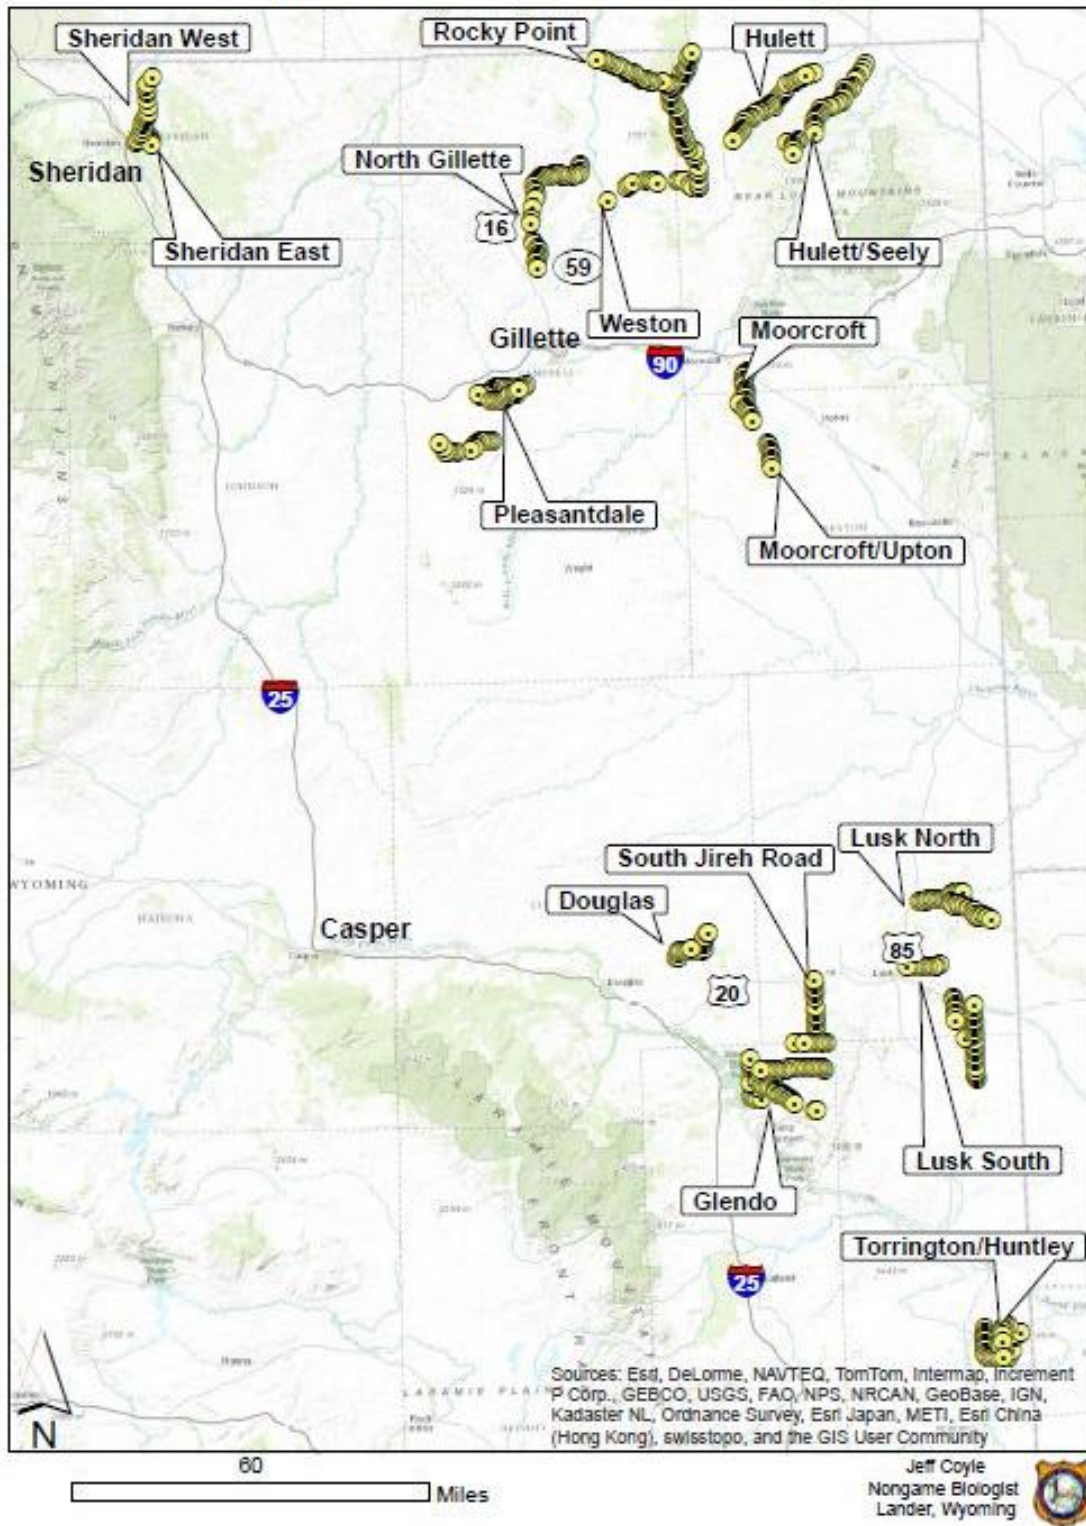 Sheridan West
Rocky Point
Hulett
Sheridan
North Gillette
16
Sheridan East
59
Hulett/Seely
Weston
Gillette
Moorcroft
90
Pleasantdale
Moorcroft/Upton
25
Lusk North
South Jireh Road
WYOMING
Douglas
Casper
85
20
Lusk South
Glendo
Torrington/Huntley
25
Sources: Esri, DeLorme, NAVTEQ, TomTom, Intermap, increment
P Corp., GEBCO, USGS, FAO, NPS, NRCAN, GeoBase, IGN,
Kadaster NL, Ordnance Survey, Esri Japan, METI, Esri China
(Hong Kong), swisstopo, and the GIS User Community
N
60
Miles
Jeff Coyle
Nongame Biologist
Lander, Wyoming